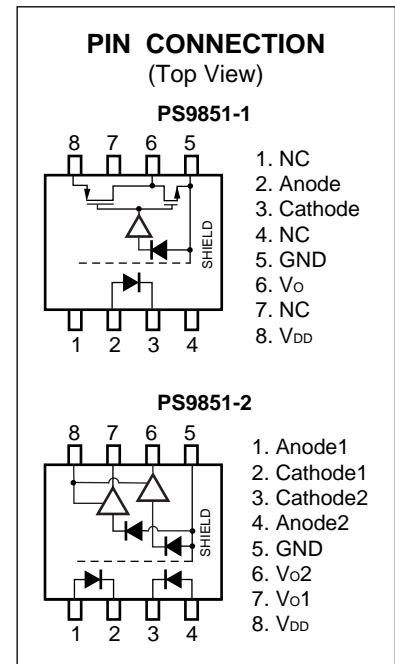 PIN CONNECTION
(Top View)
PS9851-1
8 7 6 5
SHIELD
1 2 3 4
1. NC
2. Anode
3. Cathode
4. NC
5. GND
6. VO
7. NC
8. VDD
PS9851-2
8 7 6 5
SHIELD
1 2 3 4
1. Anode1
2. Cathode1
3. Cathode2
4. Anode2
5. GND
6. VO2
7. VO1
8. VDD